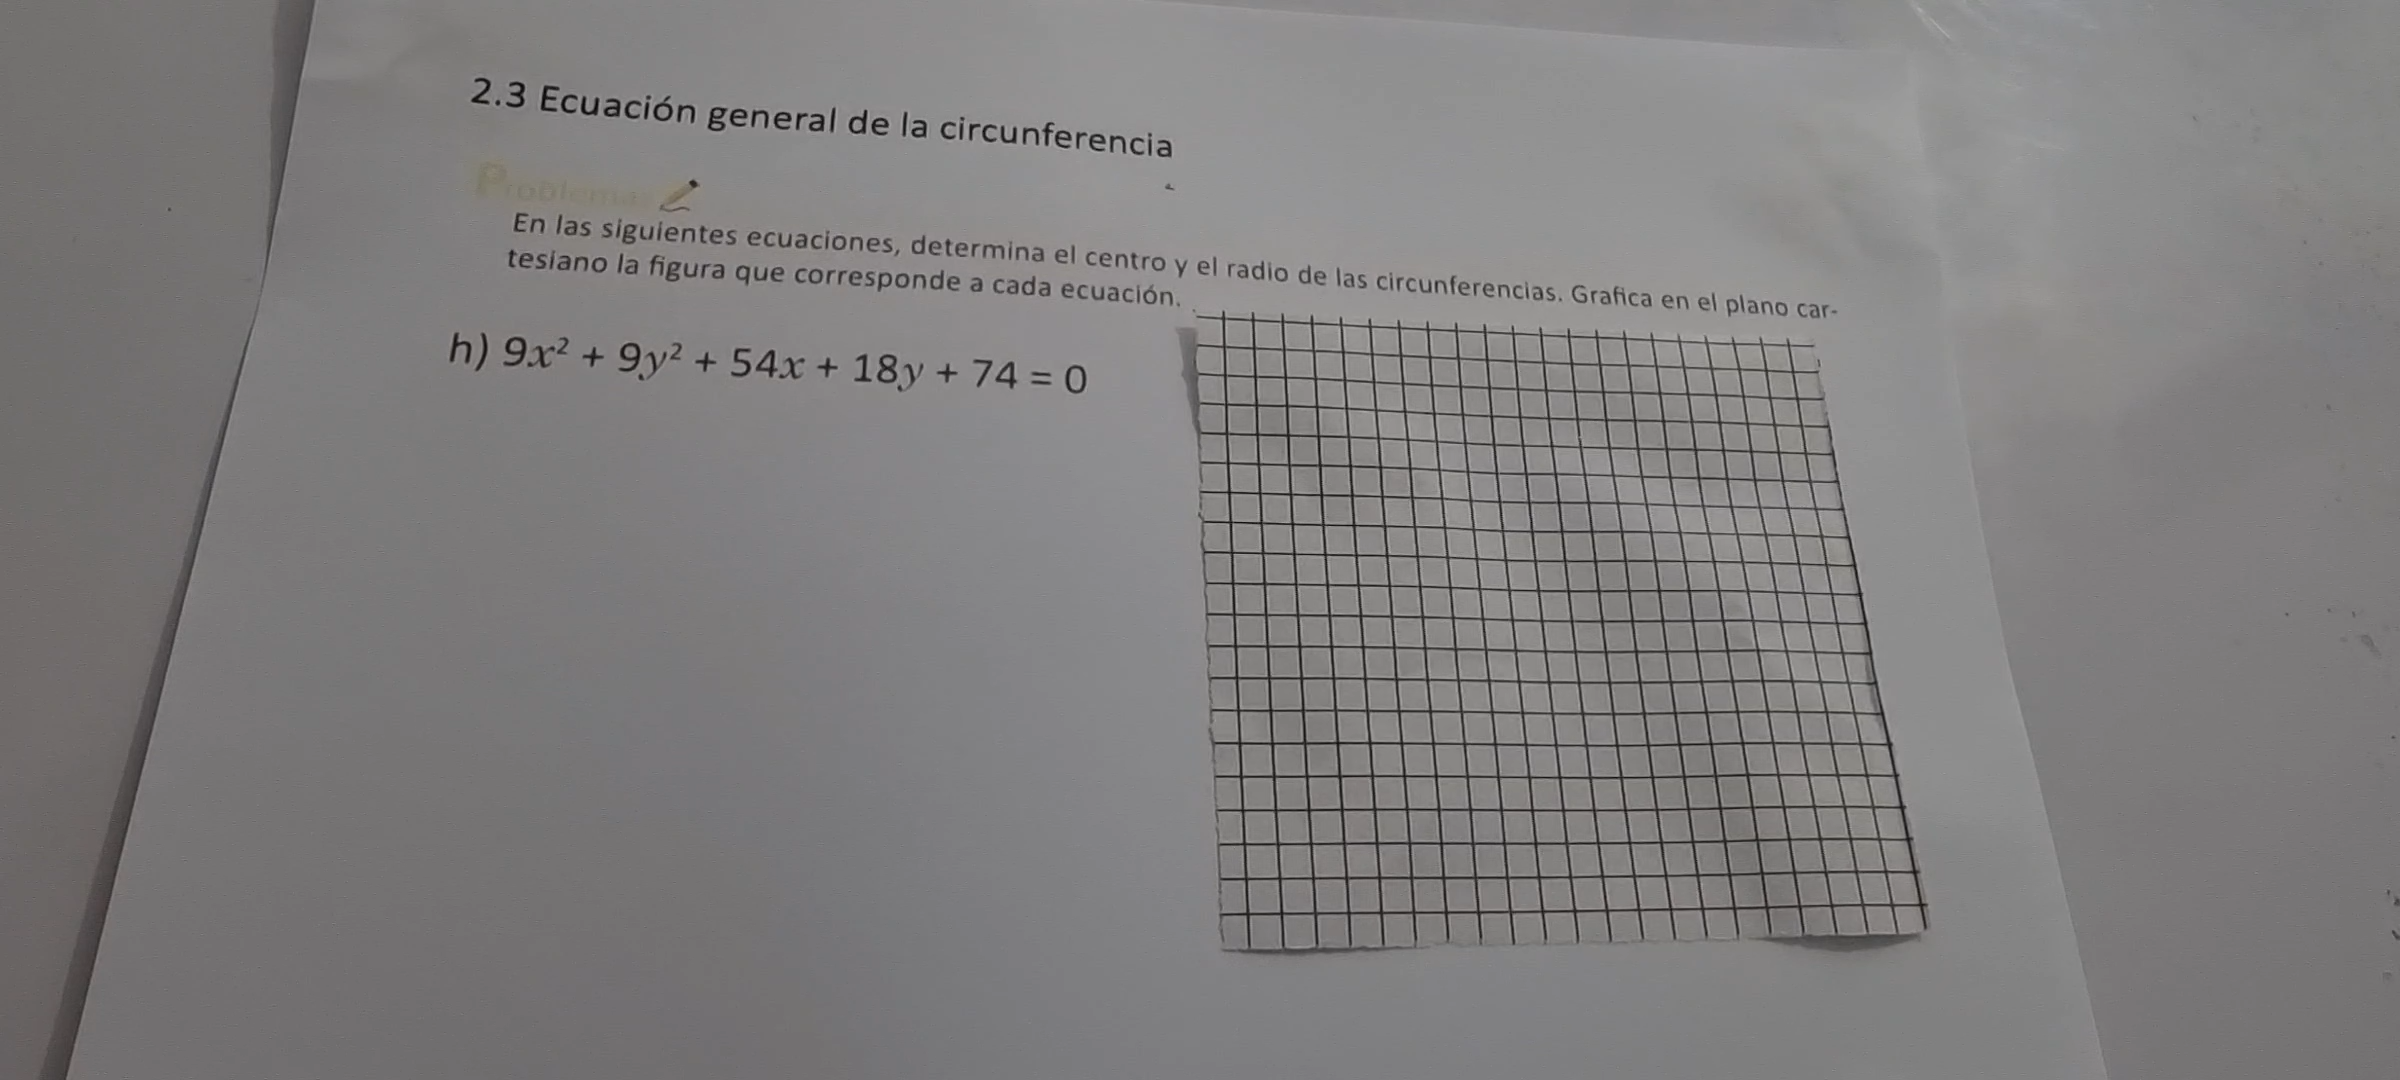 2.3 Ecuación general de la circunferencia
Problemas
En las siguientes ecuaciones, determina el centro y el radio de las circunferencias. Grafica en el plano car-
tesiano la figura que corresponde a cada ecuación.
h) 9x² + 9y² + 54x + 18y + 74 = 0